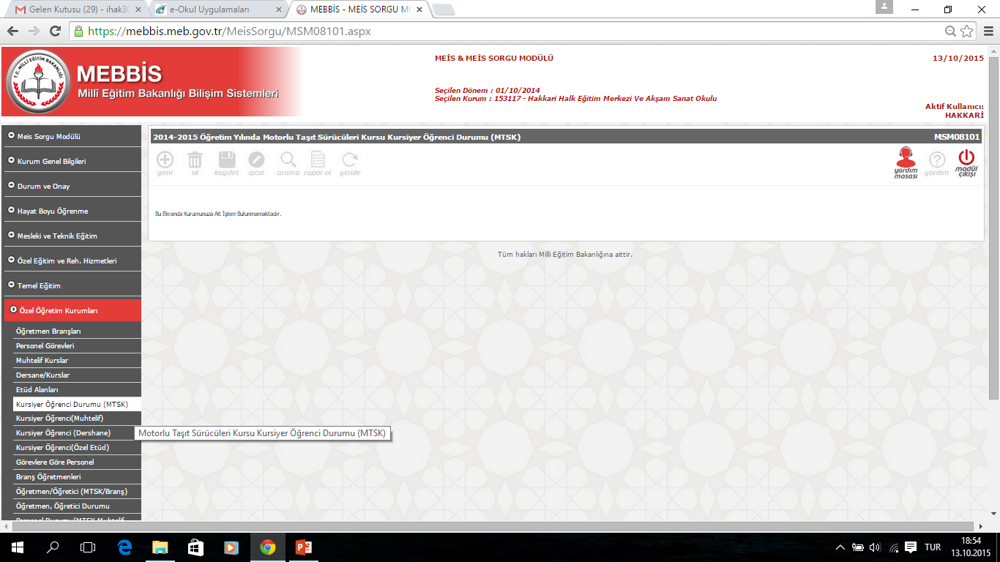 Gelen Kutusu (29) - ihak30
e-Okul Uygulamaları
MEBBİS - MEİS SORGU MO
https://mebbis.meb.gov.tr/MeisSorgu/MSM08101.aspx
T.C. MİLLİ EĞİTİM BAKANLIĞI
MEBBİS
Millî Eğitim Bakanlığı Bilişim Sistemleri
MEİS & MEİS SORGU MODÜLÜ
13/10/2015
Seçilen Dönem : 01/10/2014
Seçilen Kurum : 153117 - Hakkari Halk Eğitim Merkezi Ve Akşam Sanat Okulu
Aktif Kullanıcı:
HAKKARİ
Meis Sorgu Modülü
Kurum Genel Bilgileri
Durum ve Onay
Hayat Boyu Öğrenme
Mesleki ve Teknik Eğitim
Özel Eğitim ve Reh. Hizmetleri
Temel Eğitim
Özel Öğretim Kurumları
Öğretmen Branşları
Personel Görevleri
Muhtelif Kurslar
Dersane/Kurslar
Etüd Alanları
Kursiyer Öğrenci Durumu (MTSK)
Kursiyer Öğrenci(Muhtelif)
Kursiyer Öğrenci (Dershane)
Kursiyer Öğrenci(Özel Etüd)
Görevlere Göre Personel
Branş Öğretmenleri
Öğretmen/Öğretici (MTSK/Branş)
Öğretmen, Öğretici Durumu
Personel Durumu(MTSK,Muhtelif
2014-2015 Öğretim Yılında Motorlu Taşıt Sürücüleri Kursu Kursiyer Öğrenci Durumu (MTSK)
MSM08101
yeni sil kaydet iptal arama rapor al yenile
yardım masası yardım modül çıkışı
Bu Ekranda Kurumunuza Ait İşlem Bulunmamaktadır.
Tüm hakları Milli Eğitim Bakanlığına aittir.
Motorlu Taşıt Sürücüleri Kursu Kursiyer Öğrenci Durumu (MTSK)
TUR
18:54
13.10.2015